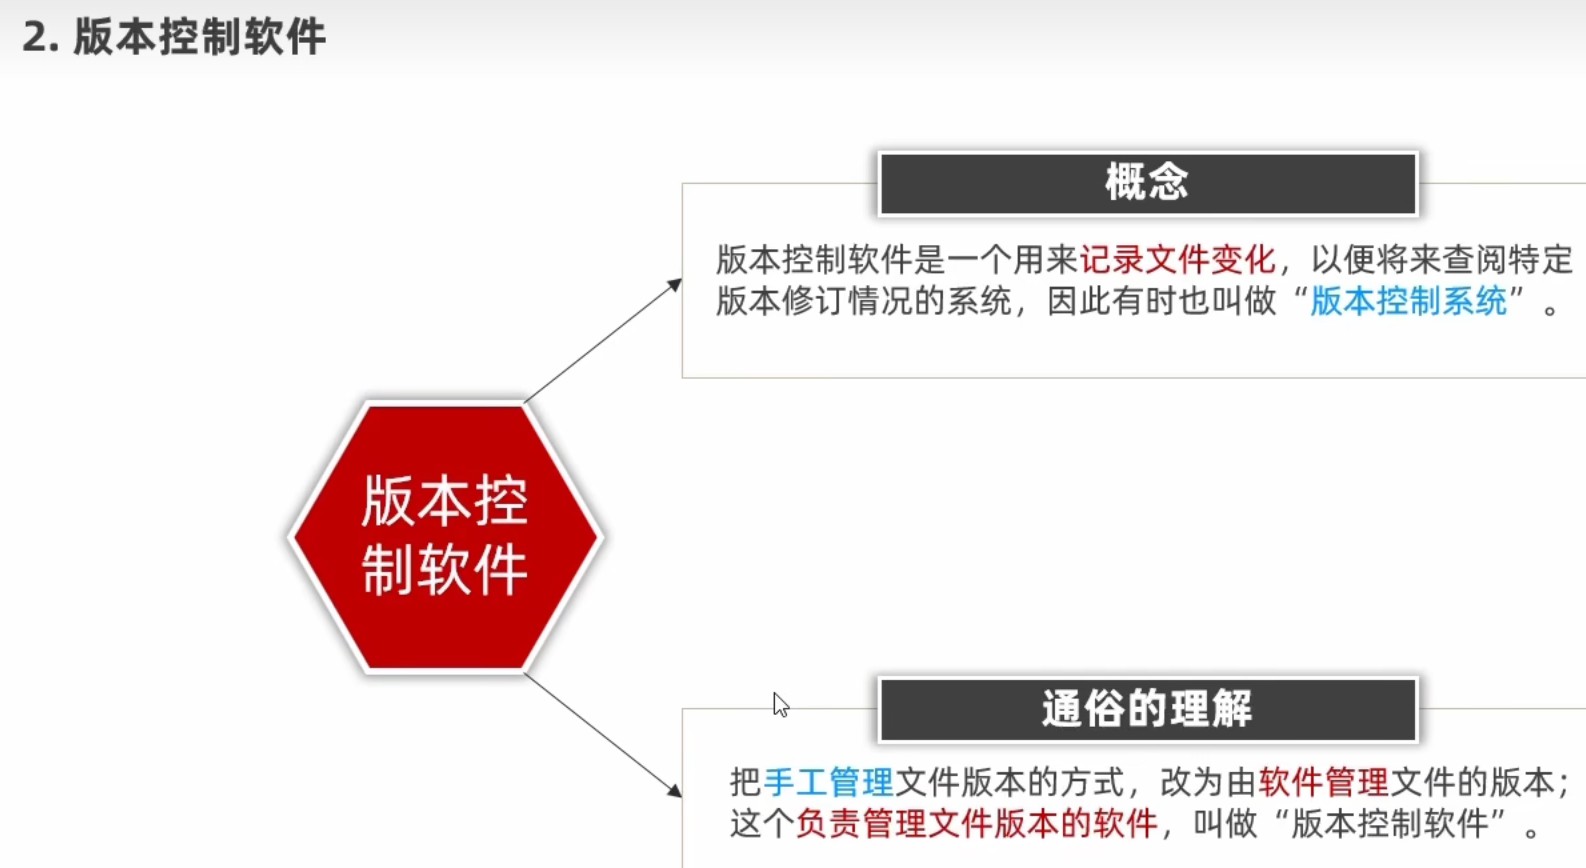 2. 版本控制软件
概念
版本控制软件是一个用来记录文件变化，以便将来查阅特定
版本修订情况的系统，因此有时也叫做“版本控制系统”。
版本控
制软件
通俗的理解
把手工管理文件版本的方式，改为由软件管理文件的版本；
这个负责管理文件版本的软件，叫做“版本控制软件”。